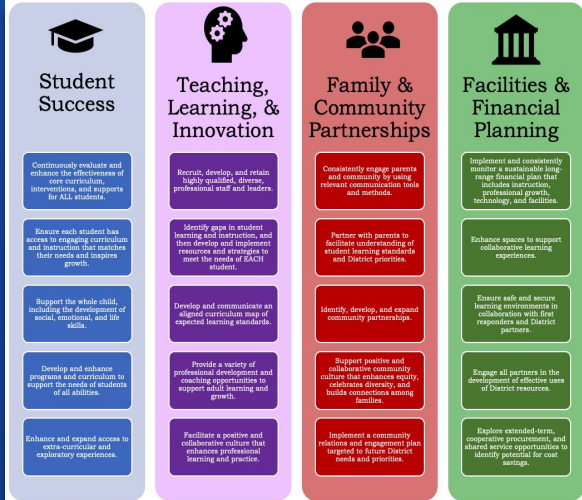 Student
Success
Continuously evaluate and
enhance the effectiveness of
core curriculum,
interventions, and supports
for ALL students.
Ensure each student has
access to engaging curriculum
and instruction that matches
their needs and inspires
growth.
Support the whole child,
including the development of
social, emotional, and life
skills.
Develop and enhance
programs and curriculum to
support the needs of students
of all abilities.
Enhance and expand access to
extra-curricular and
exploratory experiences.
Teaching,
Learning, &
Innovation
Recruit, develop, and retain
highly qualified, diverse,
professional staff and leaders.
Identify gaps in student
learning and instruction, and
then develop and implement
resources and strategies to
meet the needs of EACH
student.
Develop and communicate an
aligned curriculum map of
expected learning standards.
Provide a variety of
professional development and
coaching opportunities to
support adult learning and
growth.
Facilitate a positive and
collaborative culture that
enhances professional
learning and practice.
Family &
Community
Partnerships
Consistently engage parents
and community by using
relevant communication tools
and methods.
Partner with parents to
facilitate understanding of
student learning standards
and District priorities.
Identify, develop, and expand
community partnerships.
Support positive and
collaborative community
culture that enhances equity,
celebrates diversity, and
builds connections among
families.
Implement a community
relations and engagement plan
targeted to future District
needs and priorities.
Facilities &
Financial
Planning
Implement and consistently
monitor a sustainable long-
range financial plan that
includes instruction,
professional growth,
technology, and facilities.
Enhance spaces to support
collaborative learning
experiences.
Ensure safe and secure
learning environments in
collaboration with first
responders and District
partners.
Engage all partners in the
development of effective uses
of District resources.
Explore extended-term,
cooperative procurement, and
shared service opportunities to
identify potential for cost
savings.